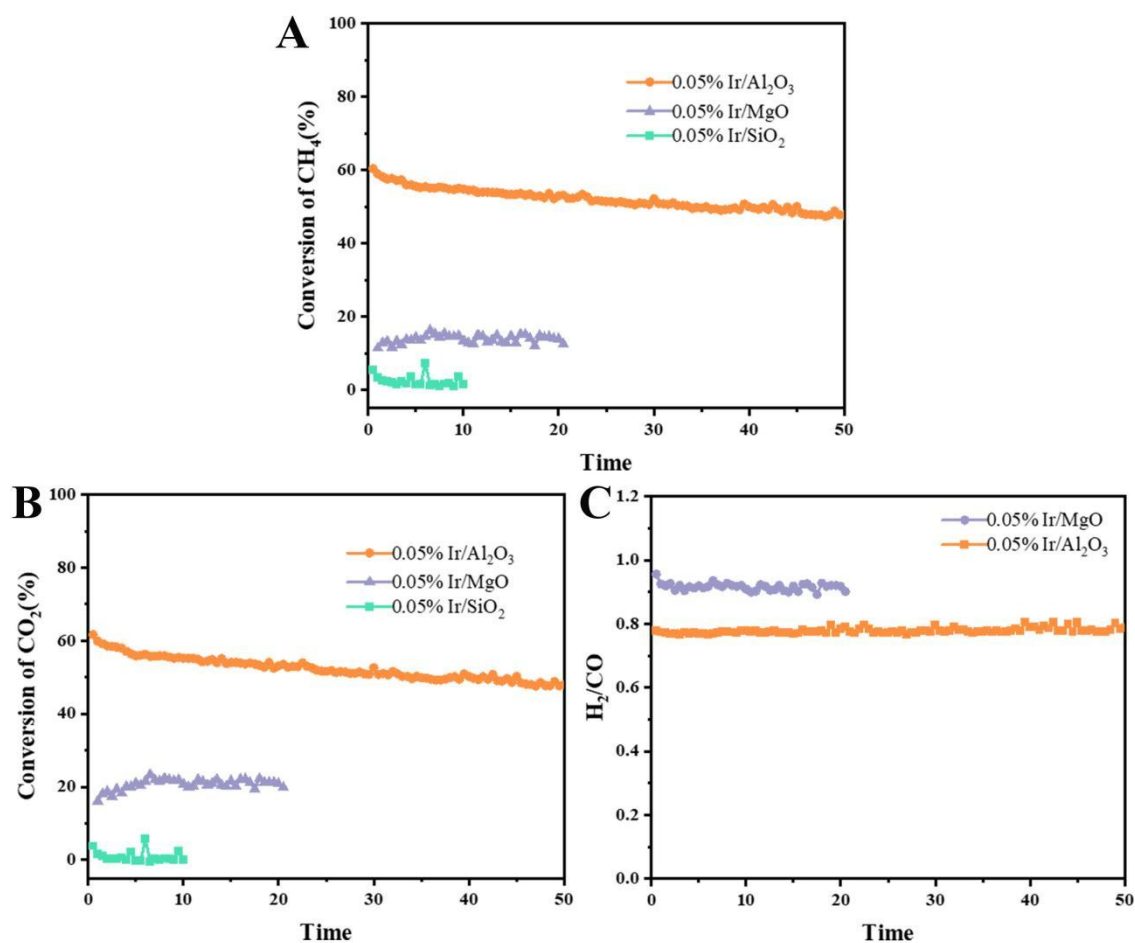 A
Conversion of CH₄(%)
100
80
60
40
20
0
0.05% Ir/Al₂O₃
0.05% Ir/MgO
0.05% Ir/SiO₂
0 10 20 30 40 50
Time
B
Conversion of CO₂(%)
100
80
60
40
20
0
0.05% Ir/Al₂O₃
0.05% Ir/MgO
0.05% Ir/SiO₂
0 10 20 30 40 50
Time
C
H₂/CO
1.2
1.0
0.8
0.6
0.4
0.2
0.0
0.05% Ir/MgO
0.05% Ir/Al₂O₃
0 10 20 30 40 50
Time